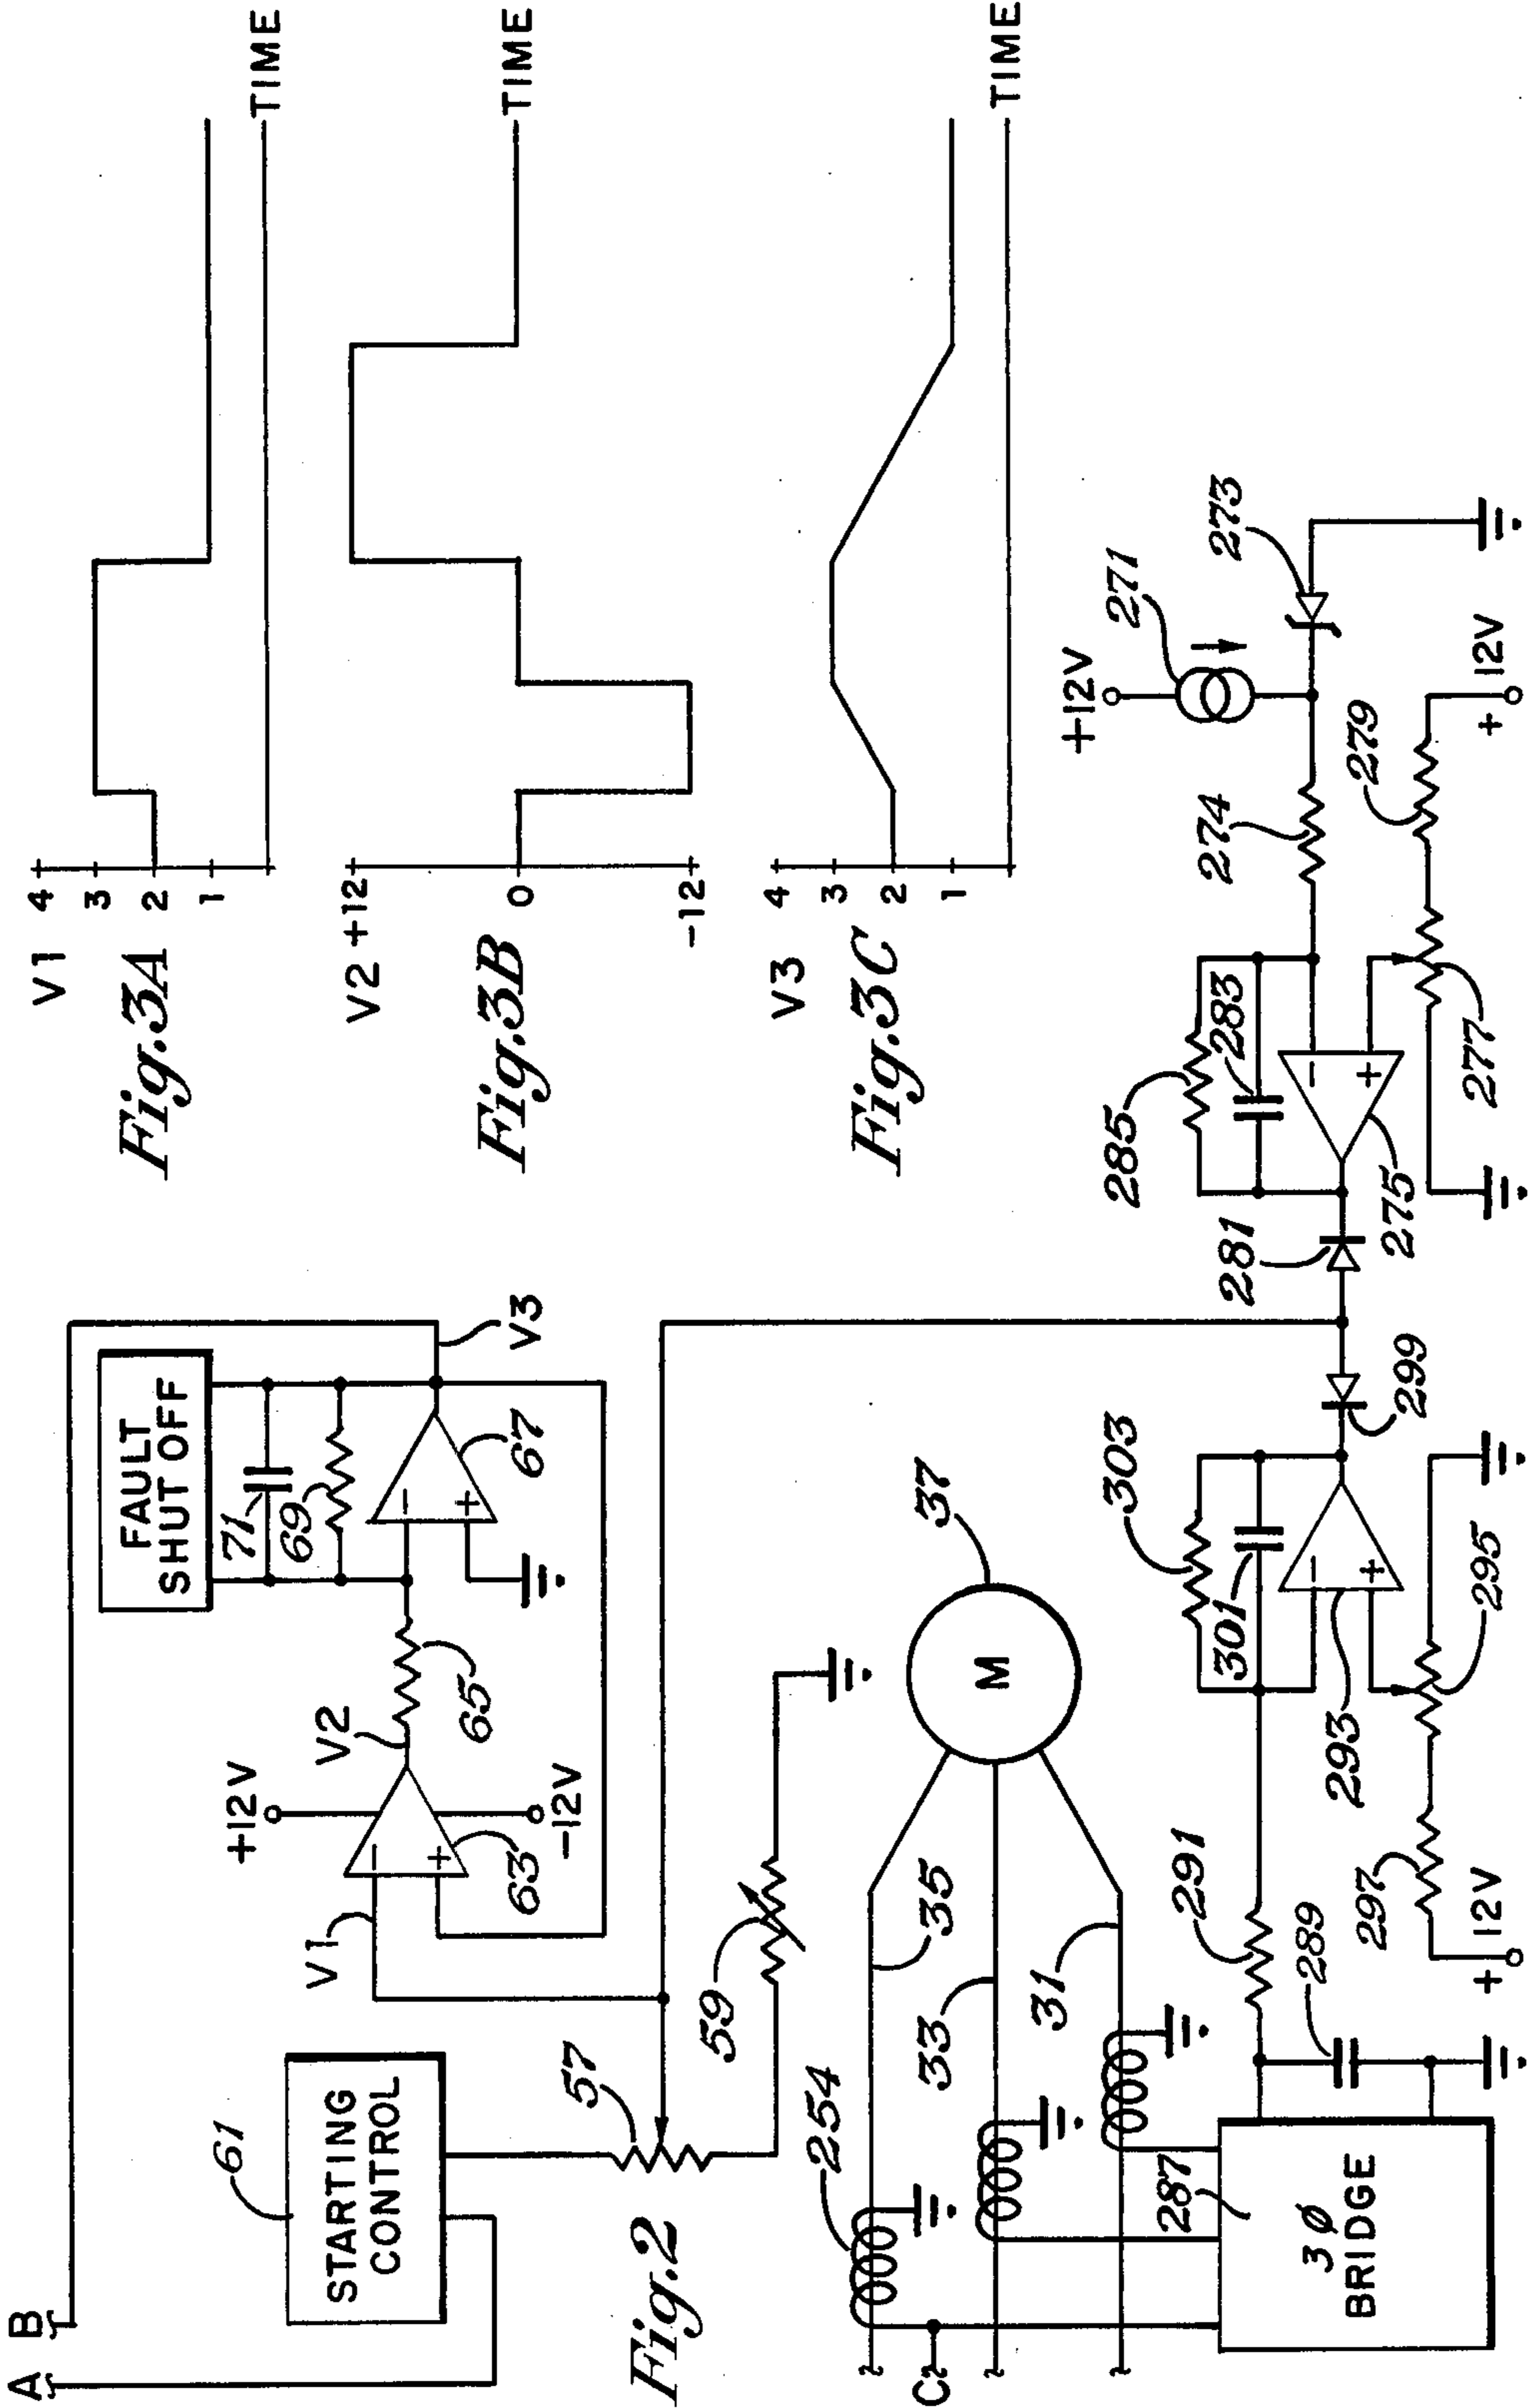 A
B
61
STARTING
CONTROL
V1
+12V
-12V
63
V2
65
FAULT
SHUT OFF
71
69
67
V3
57
59
Fig.2
254
35
33
31
C2
37
M
287
3 Ø
BRIDGE
289
291
297
+12V
293
295
301
303
299
281
275
285
283
277
274
279
+12V
271
273
+12V
V1
4
3
2
1
TIME
Fig.3A
V2
+12
0
-12
TIME
Fig.3B
V3
4
3
2
1
TIME
Fig.3C